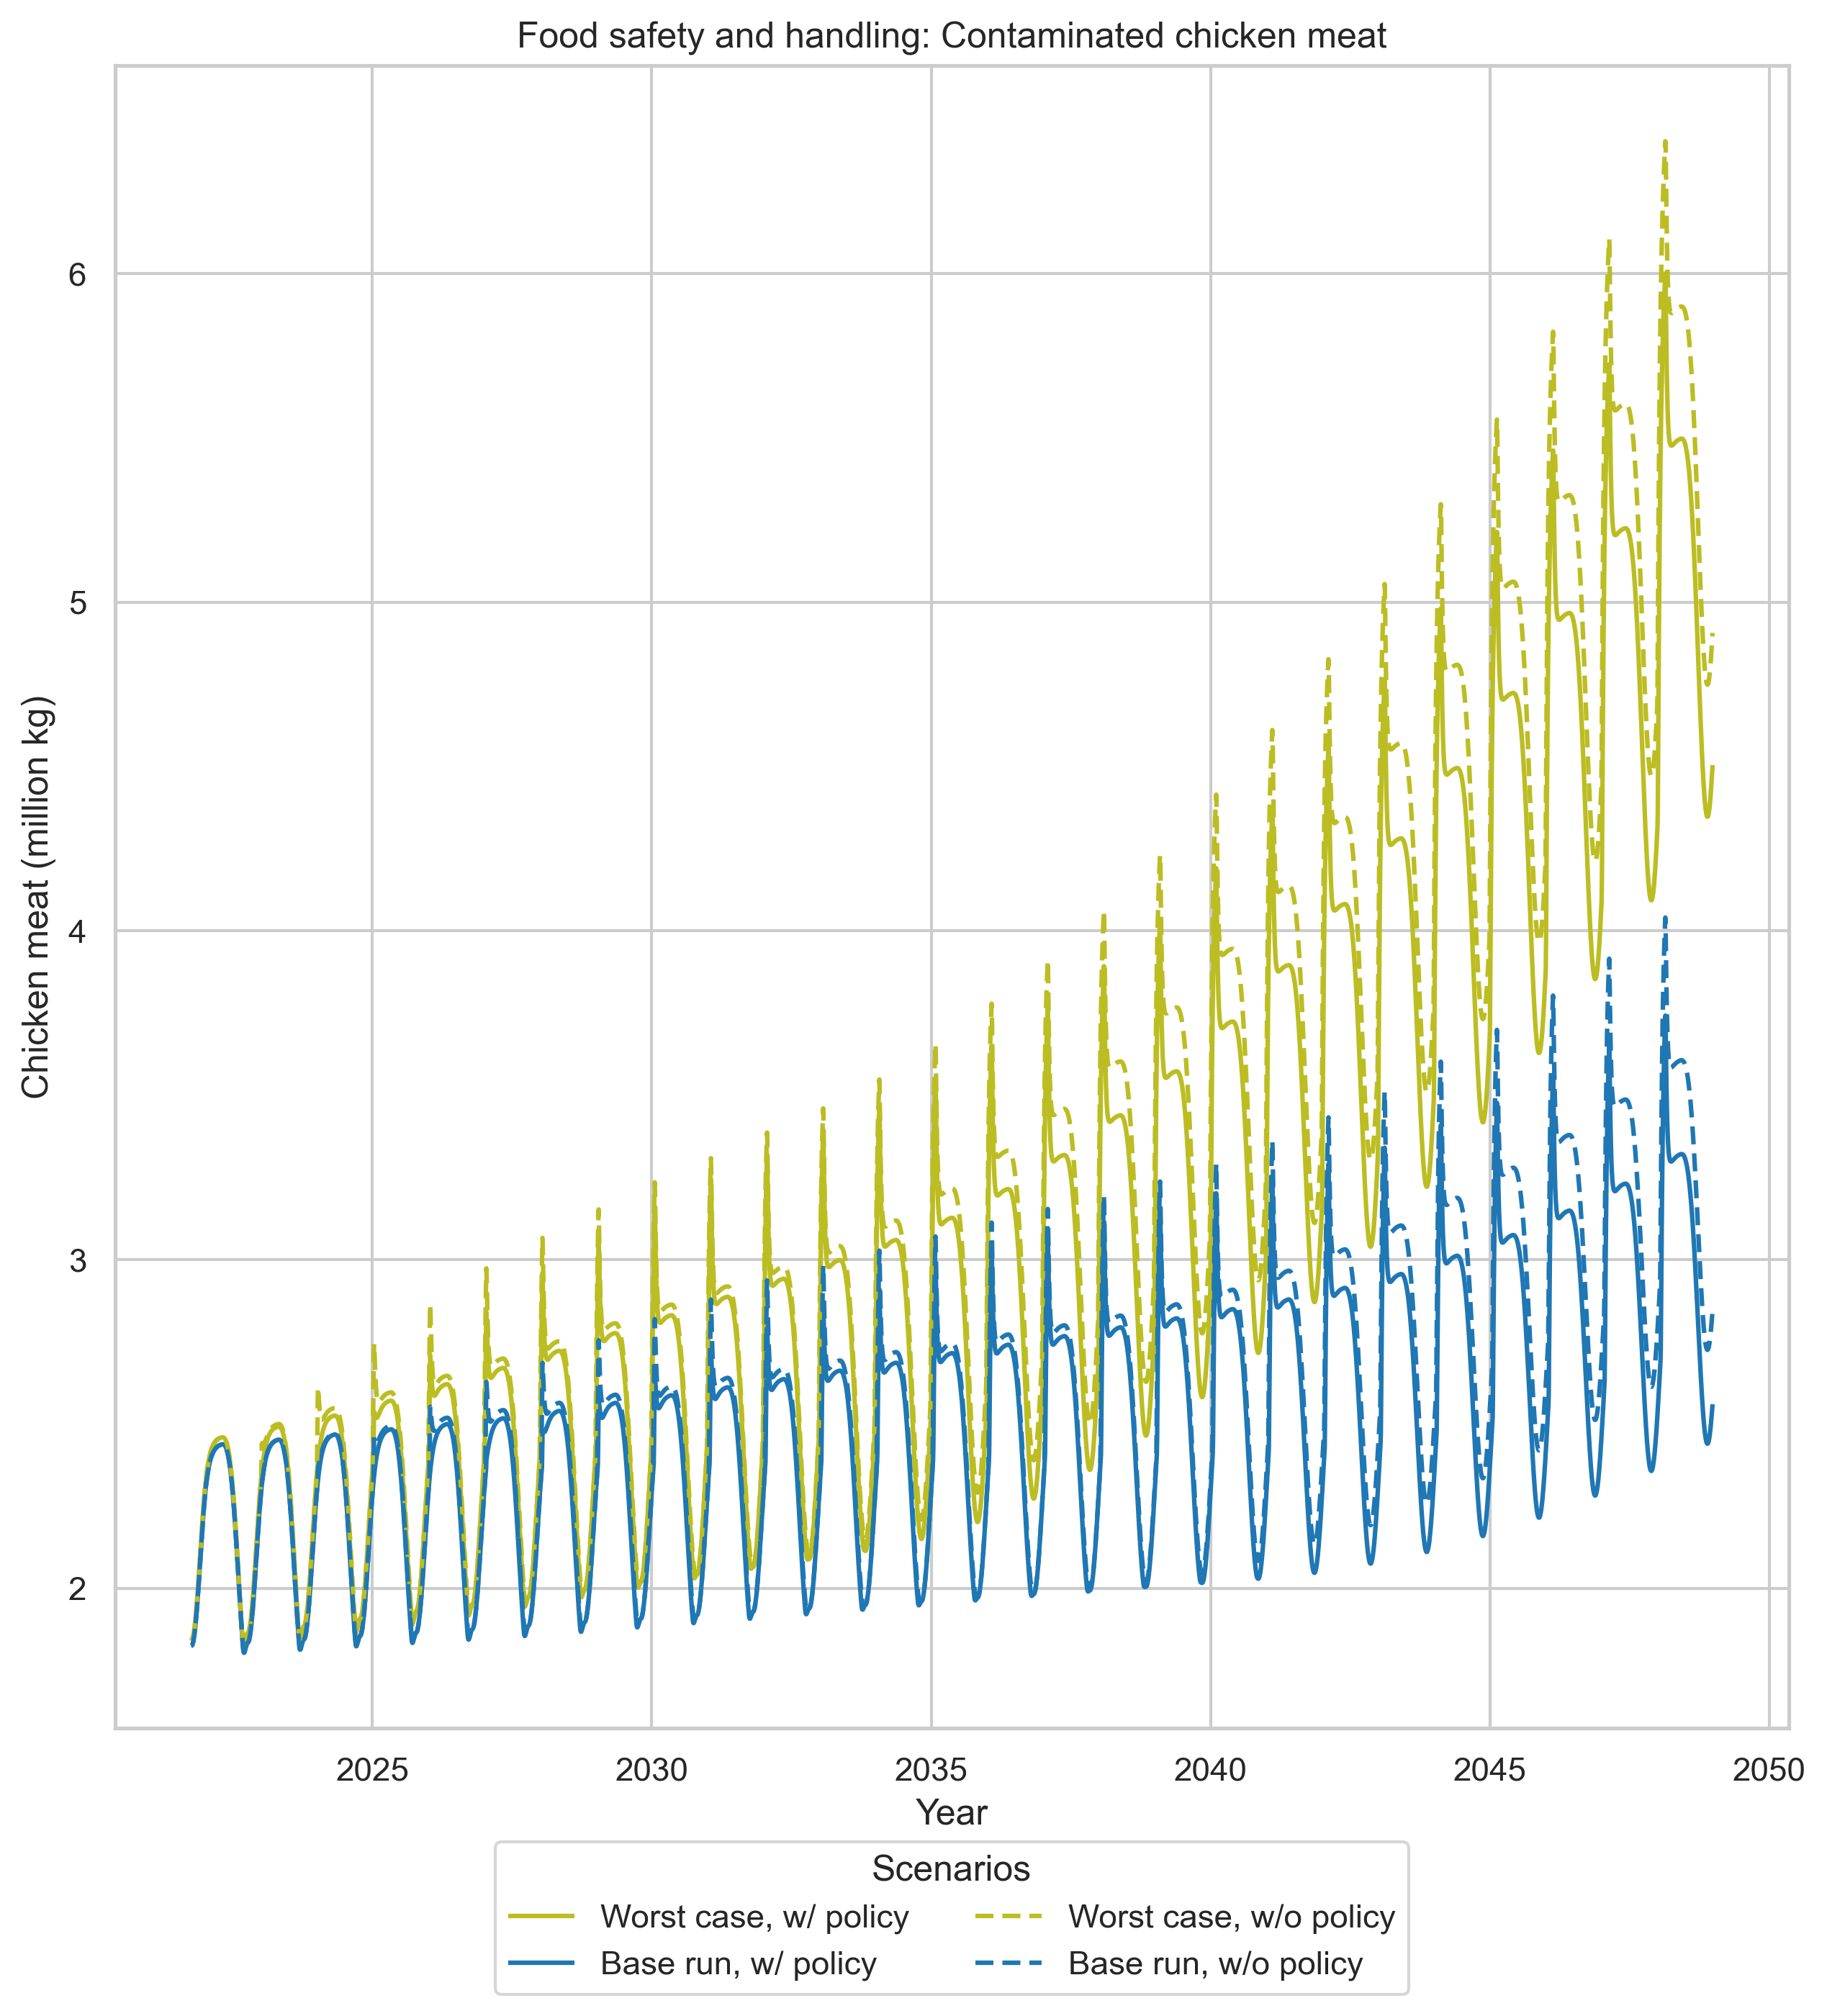 Food safety and handling: Contaminated chicken meat
Chicken meat (million kg)
6
5
4
3
2
2025 2030 2035 2040 2045 2050
Year
Scenarios
Worst case, w/ policy Worst case, w/o policy
Base run, w/ policy Base run, w/o policy